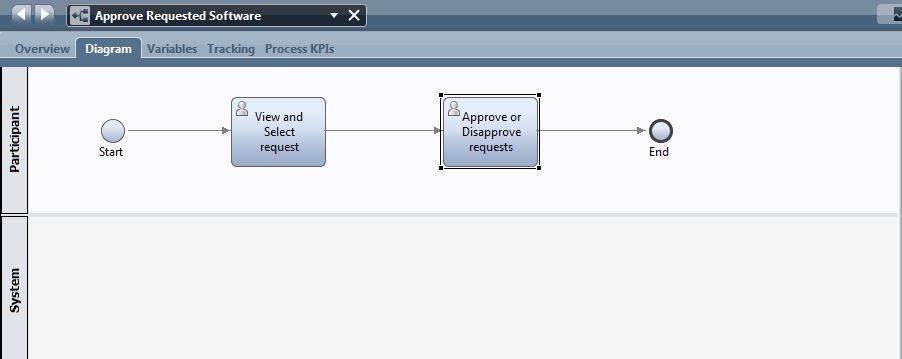 Approve Requested Software
Overview Diagram Variables Tracking Process KPIs
Participant
Start
View and
Select
request
Approve or
Disapprove
requests
End
System